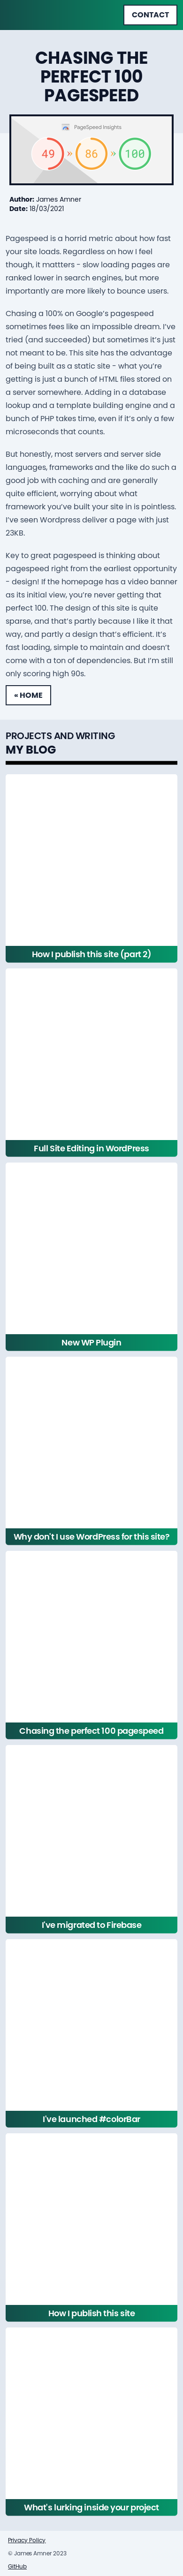 CONTACT
CHASING THE
PERFECT 100
PAGESPEED
PageSpeed Insights
49 » 86 » 100
Author: James Amner
Date: 18/03/2021
Pagespeed is a horrid metric about how fast
your site loads. Regardless on how I feel
though, it mattters - slow loading pages are
ranked lower in search engines, but more
importantly are more likely to bounce users.
Chasing a 100% on Google's pagespeed
sometimes fees like an impossible dream. I've
tried (and succeeded) but sometimes it's just
not meant to be. This site has the advantage
of being built as a static site - what you're
getting is just a bunch of HTML files stored on
a server somewhere. Adding in a database
lookup and a template building engine and a
bunch of PHP takes time, even if it's only a few
microseconds that counts.
But honestly, most servers and server side
languages, frameworks and the like do such a
good job with caching and are generally
quite efficient, worrying about what
framework you've built your site in is pointless.
I've seen Wordpress deliver a page with just
23KB.
Key to great pagespeed is thinking about
pagespeed right from the earliest opportunity
- design! If the homepage has a video banner
as its initial view, you're never getting that
perfect 100. The design of this site is quite
sparse, and that's partly because I like it that
way, and partly a design that's efficient. It's
fast loading, simple to maintain and doesn't
come with a ton of dependencies. But I'm still
only scoring high 90s.
« HOME
PROJECTS AND WRITING
MY BLOG
How I publish this site (part 2)
Full Site Editing in WordPress
New WP Plugin
Why don't I use WordPress for this site?
Chasing the perfect 100 pagespeed
I've migrated to Firebase
I've launched #colorBar
How I publish this site
What's lurking inside your project
Privacy Policy
© James Amner 2023
GitHub